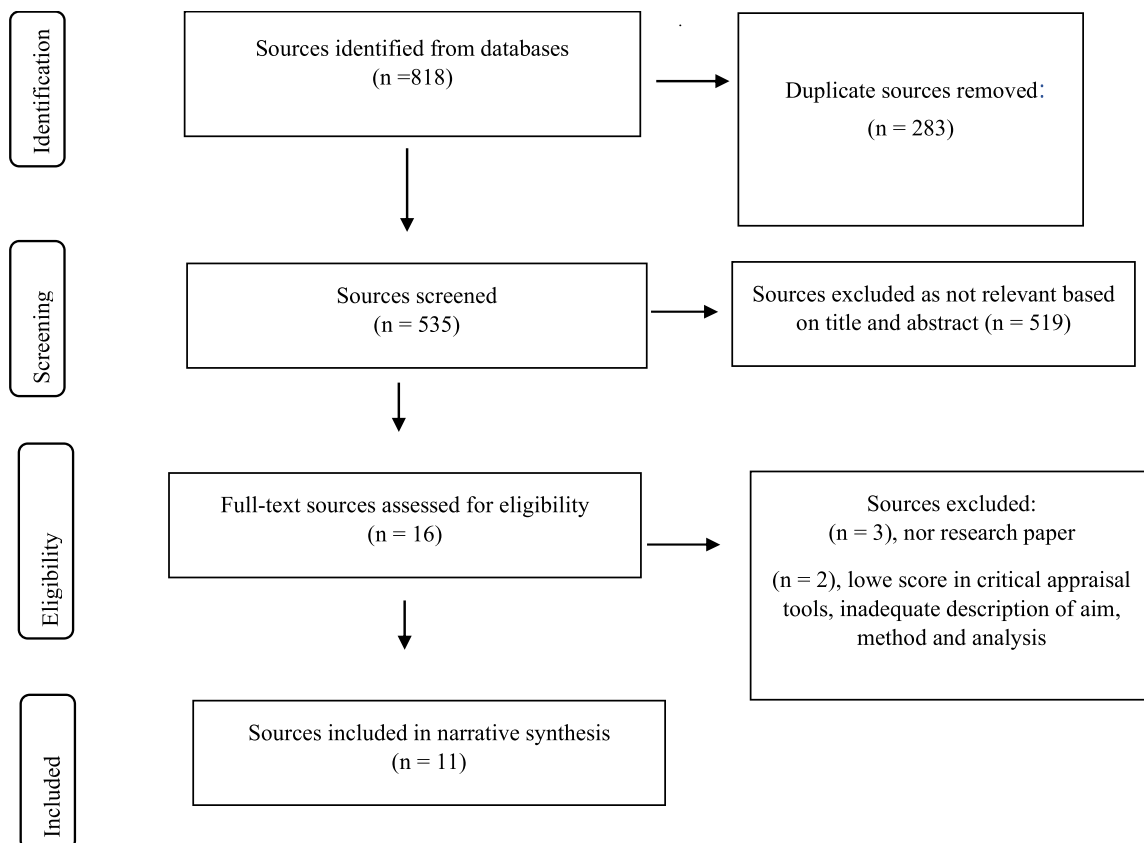 Identification
Sources identified from databases
(n =818)
Duplicate sources removed:
(n = 283)
Screening
Sources screened
(n = 535)
Sources excluded as not relevant based
on title and abstract (n = 519)
Eligibility
Full-text sources assessed for eligibility
(n = 16)
Sources excluded:
(n = 3), nor research paper
(n = 2), lowe score in critical appraisal
tools, inadequate description of aim,
method and analysis
Included
Sources included in narrative synthesis
(n = 11)